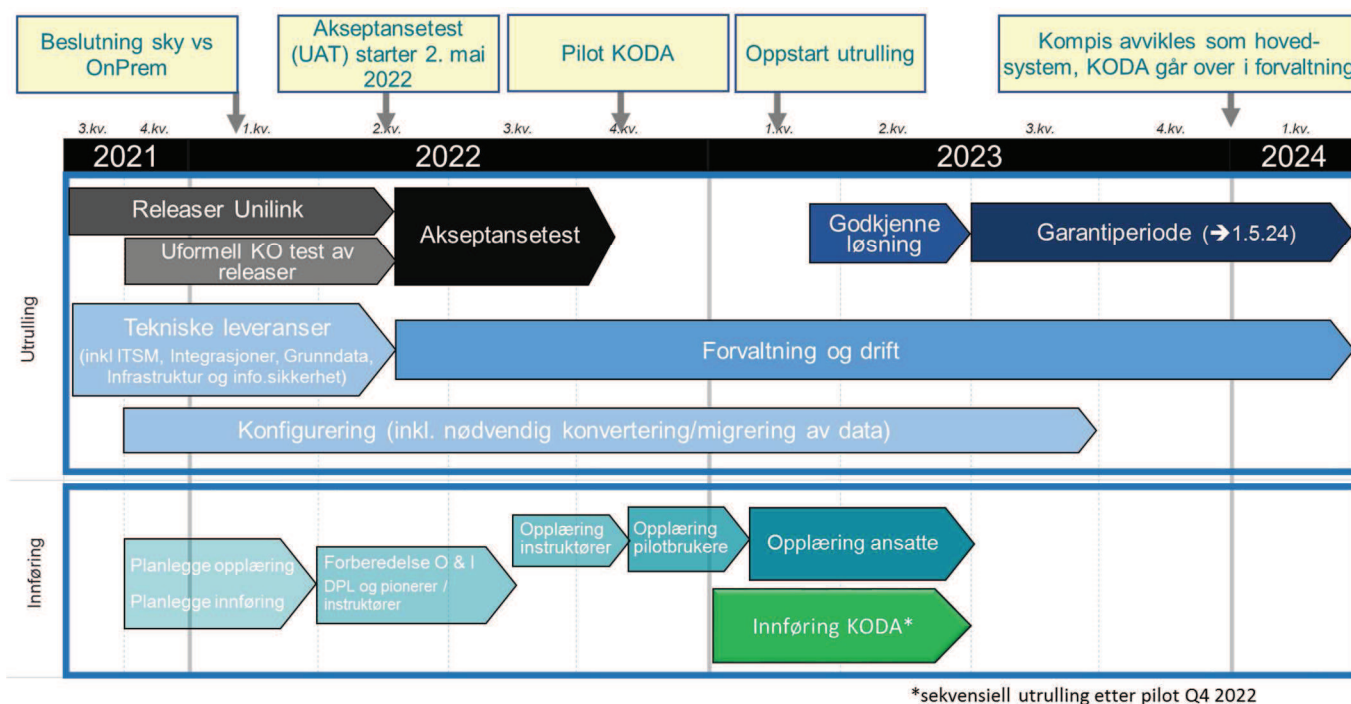 Beslutning sky vs
OnPrem
Akseptansetest
(UAT) starter 2. mai
2022
Pilot KODA
Oppstart utrulling
Kompis avvikles som hoved-
system, KODA går over i forvaltning
3.kv. 4.kv. 1.kv. 2.kv. 3.kv. 4.kv. 1.kv. 2.kv. 3.kv. 4.kv. 1.kv.
2021 2022 2023 2024
Utrulling
Releaser Unilink
Uformell KO test av
releaser
Akseptansetest
Godkjenne
løsning
Garantiperiode (➔1.5.24)
Tekniske leveranser
(inkl ITSM, Integrasjoner, Grunndata,
Infrastruktur og info.sikkerhet)
Forvaltning og drift
Konfigurering (inkl. nødvendig konvertering/migrering av data)
Innføring
Planlegge opplæring
Planlegge innføring
Forberedelse O & I
DPL og pionerer /
instruktører
Opplæring
instruktører
Opplæring
pilotbrukere
Opplæring ansatte
Innføring KODA*
*sekvensiell utrulling etter pilot Q4 2022